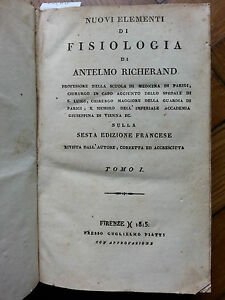 NUOVI ELEMENTI
DI
FISIOLOGIA
DI
ANTELMO RICHERAND
PROFESSORE DELLA SCUOLA DI MEDICINA DI PARIGI,
CHIRURGO IN CAPO AGGIUNTO DELLO SPEDALE DI
S. LUIGI, CHIRURGO MAGGIORE DELLA GUARDIA DI
PARIGI, E MEMBRO DELL'IMPERIALE ACCADEMIA
GIUSEPPINA DI VIENNA EC.
SULLA
SESTA EDIZIONE FRANCESE
RIVISTA DALL'AUTORE, CORRETTA ED ACCRESCIUTA
TOMO I.
FIRENZE 1815.
PRESSO GUGLIELMO PIATTI
CON APPROVAZIONE